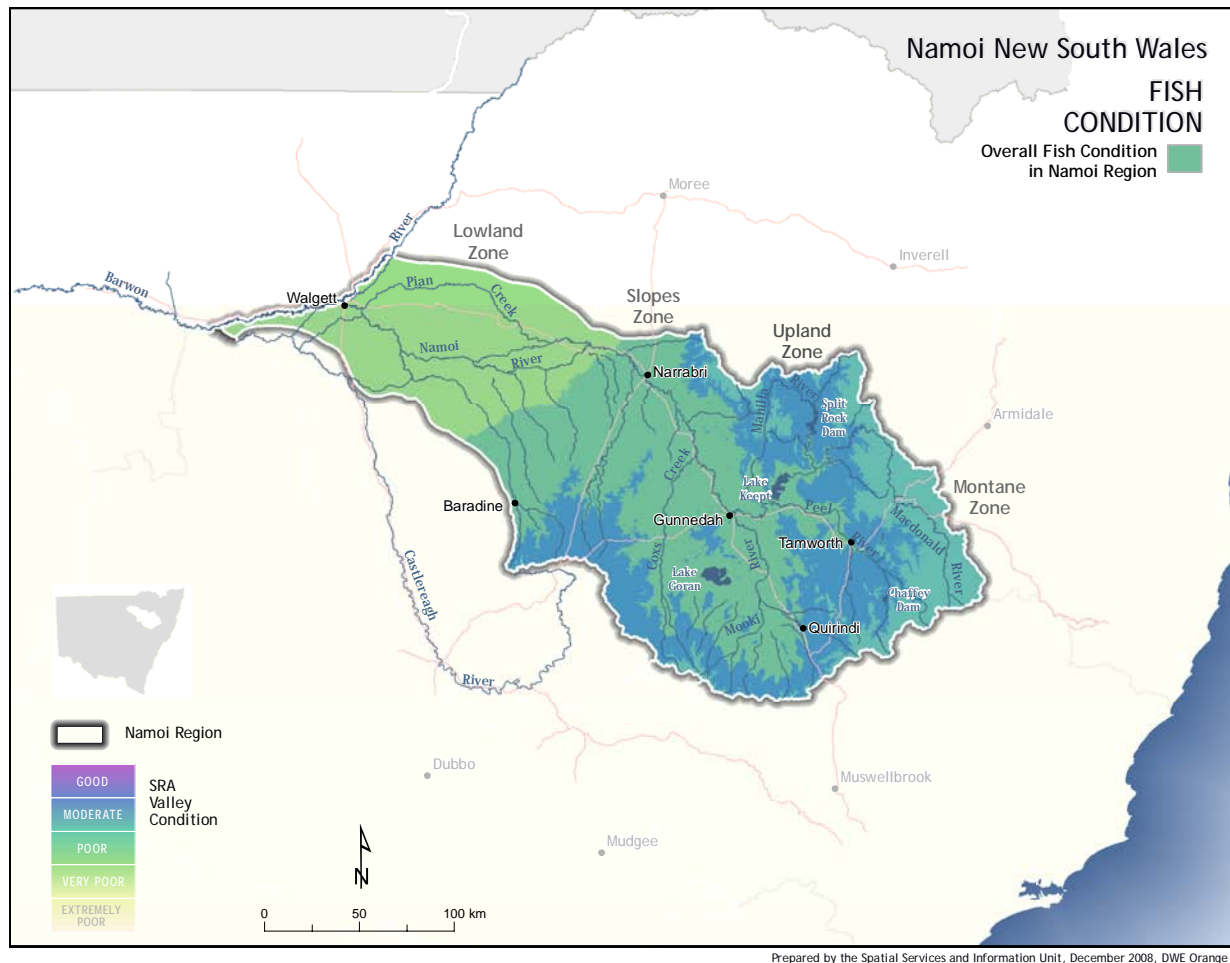 Namoi New South Wales
FISH
CONDITION
Overall Fish Condition
in Namoi Region
Moree
River
Lowland
Zone
Inverell
Barwon
Pian
Creek
Walgett
Slopes
Zone
Upland
Zone
Namoi
River
Narrabri
River
Manilla
Split
Rock
Dam
Armidale
Creek
Lake
Keept
Montane
Zone
Baradine
Peel
Gunnedah
Macdonald
Tamworth
River
River
Coxs
Lake
Goran
River
Castlereagh
Chaffey
Dam
Mooki
Quirindi
River
Namoi Region
Dubbo
Muswellbrook
GOOD
SRA
Valley
Condition
MODERATE
POOR
VERY POOR
EXTREMELY
POOR
Mudgee
N
0 50 100 km
Prepared by the Spatial Services and Information Unit, December 2008, DWE Orange